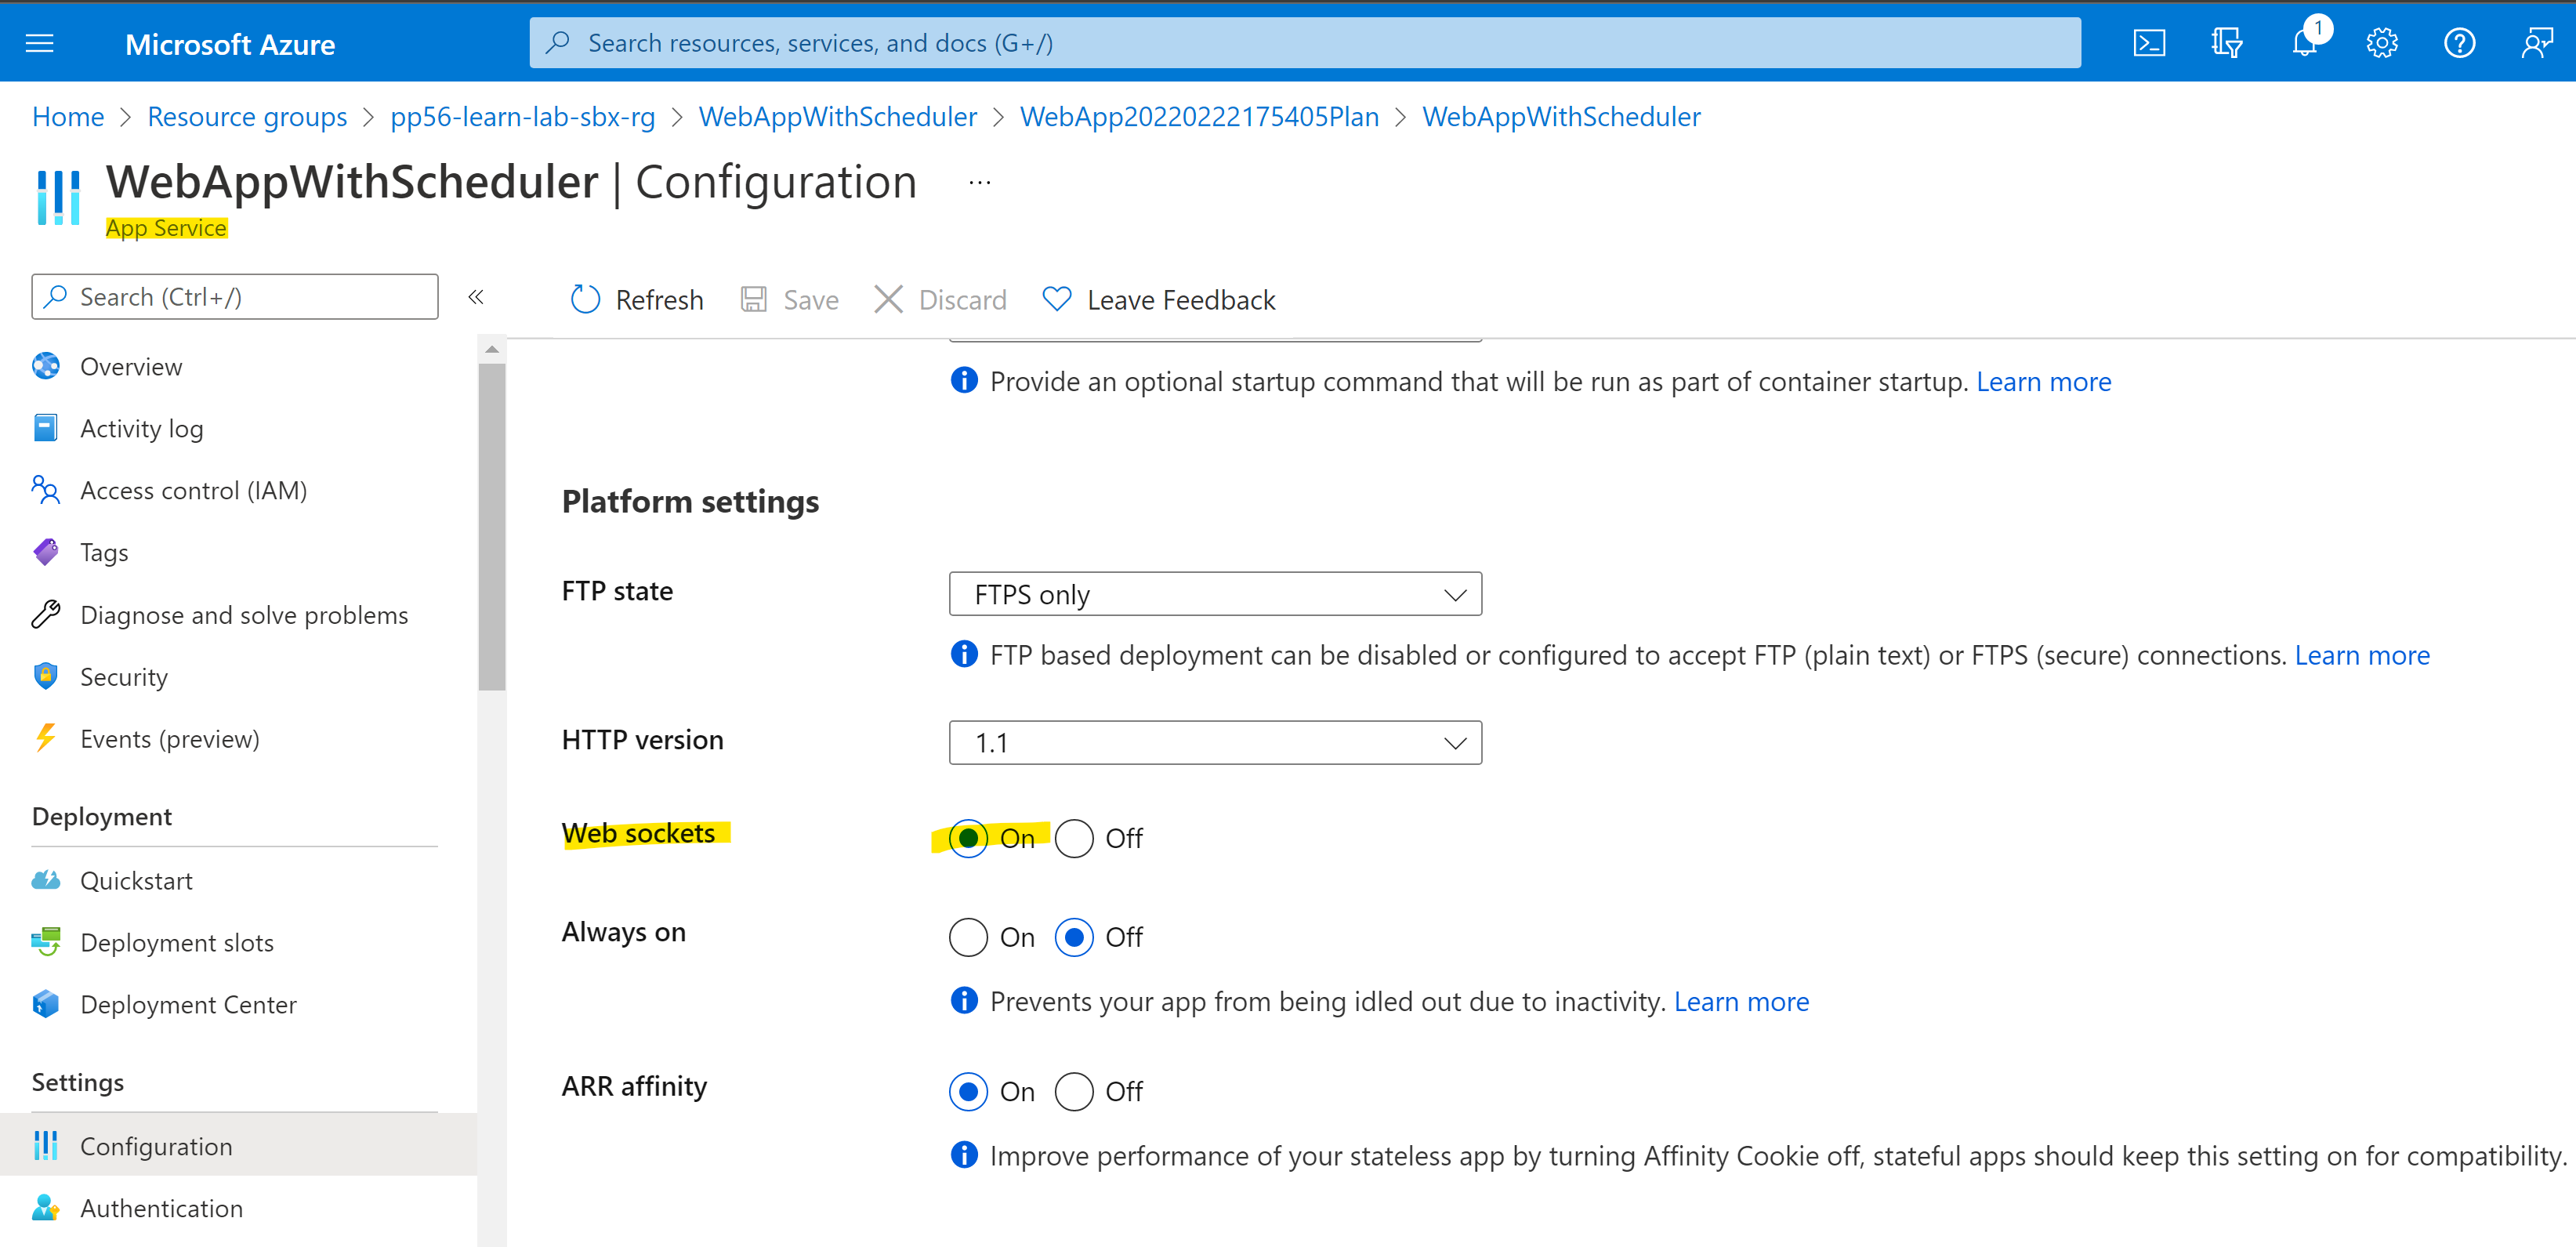 Microsoft Azure
Search resources, services, and docs (G+/)
1
Home > Resource groups > pp56-learn-lab-sbx-rg > WebAppWithScheduler > WebApp20220222175405Plan > WebAppWithScheduler
WebAppWithScheduler | Configuration ...
App Service
Search (Ctrl+/)
«
Refresh
Save
Discard
Leave Feedback
Overview
Activity log
Access control (IAM)
Tags
Diagnose and solve problems
Security
Events (preview)
Deployment
Quickstart
Deployment slots
Deployment Center
Settings
Configuration
Authentication
Provide an optional startup command that will be run as part of container startup. Learn more
Platform settings
FTP state
FTPS only
FTP based deployment can be disabled or configured to accept FTP (plain text) or FTPS (secure) connections. Learn more
HTTP version
1.1
Web sockets
On Off
Always on
On Off
Prevents your app from being idled out due to inactivity. Learn more
ARR affinity
On Off
Improve performance of your stateless app by turning Affinity Cookie off, stateful apps should keep this setting on for compatibility.